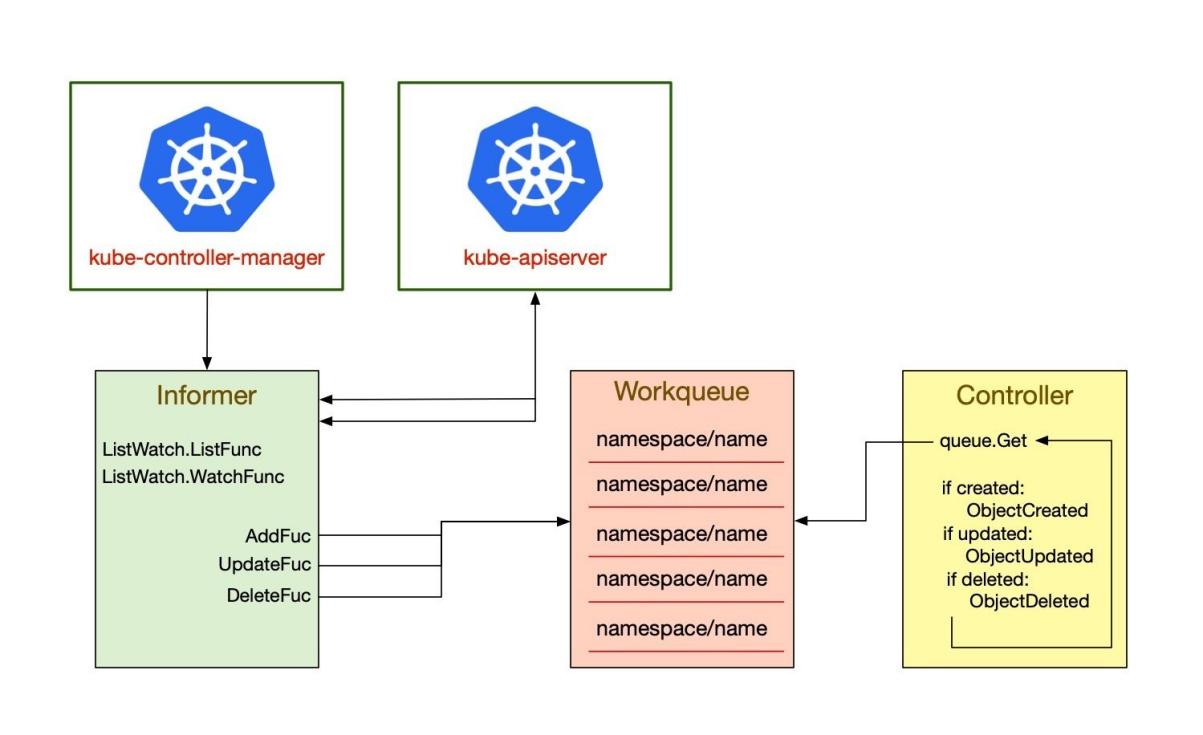 kube-controller-manager
kube-apiserver
Informer
ListWatch.ListFunc
ListWatch.WatchFunc
AddFuc
UpdateFuc
DeleteFuc
Workqueue
namespace/name
namespace/name
namespace/name
namespace/name
namespace/name
Controller
queue.Get
if created:
ObjectCreated
if updated:
ObjectUpdated
if deleted:
ObjectDeleted